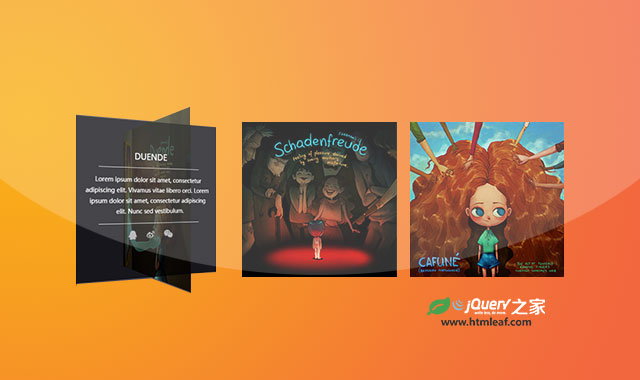 DUENDE
Lorem ipsum dolor sit amet, consectetur
adipiscing elit. Vivamus vitae libero orci. Lorem
ipsum dolor sit amet, consectetur adipiscing
elit. Nunc sed vestibulum.
Schadenfreude
CAFUNÉ
jQuery之家
www.htmleaf.com